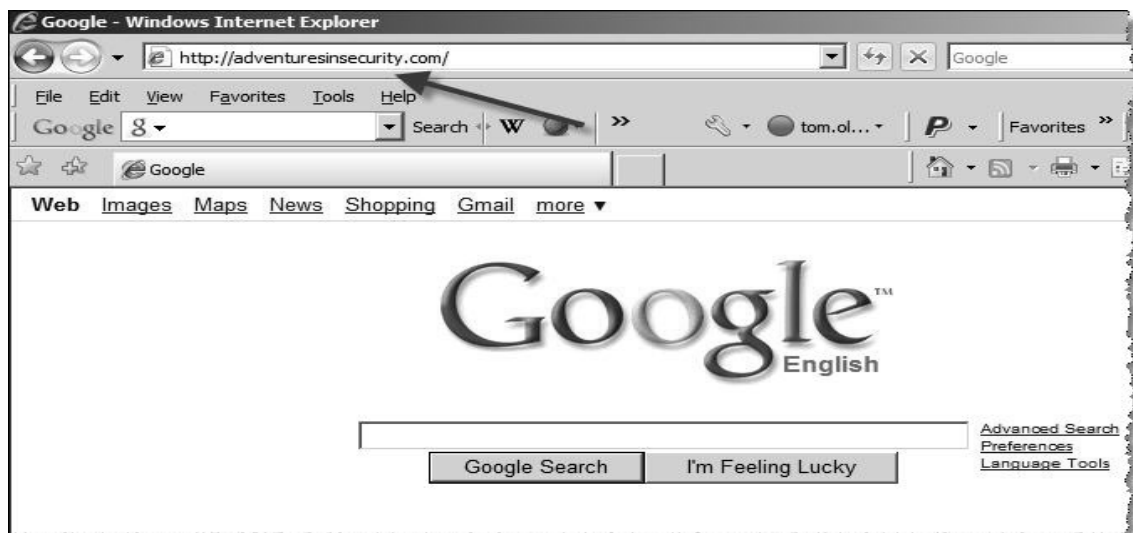 Google - Windows Internet Explorer
http://adventuresinsecurity.com/
Google
File Edit View Favorites Tools Help
Google g Search W » tom.ol... P Favorites »
Google
Web Images Maps News Shopping Gmail more ▼
Google™
English
Advanced Search
Preferences
Language Tools
Google Search I'm Feeling Lucky